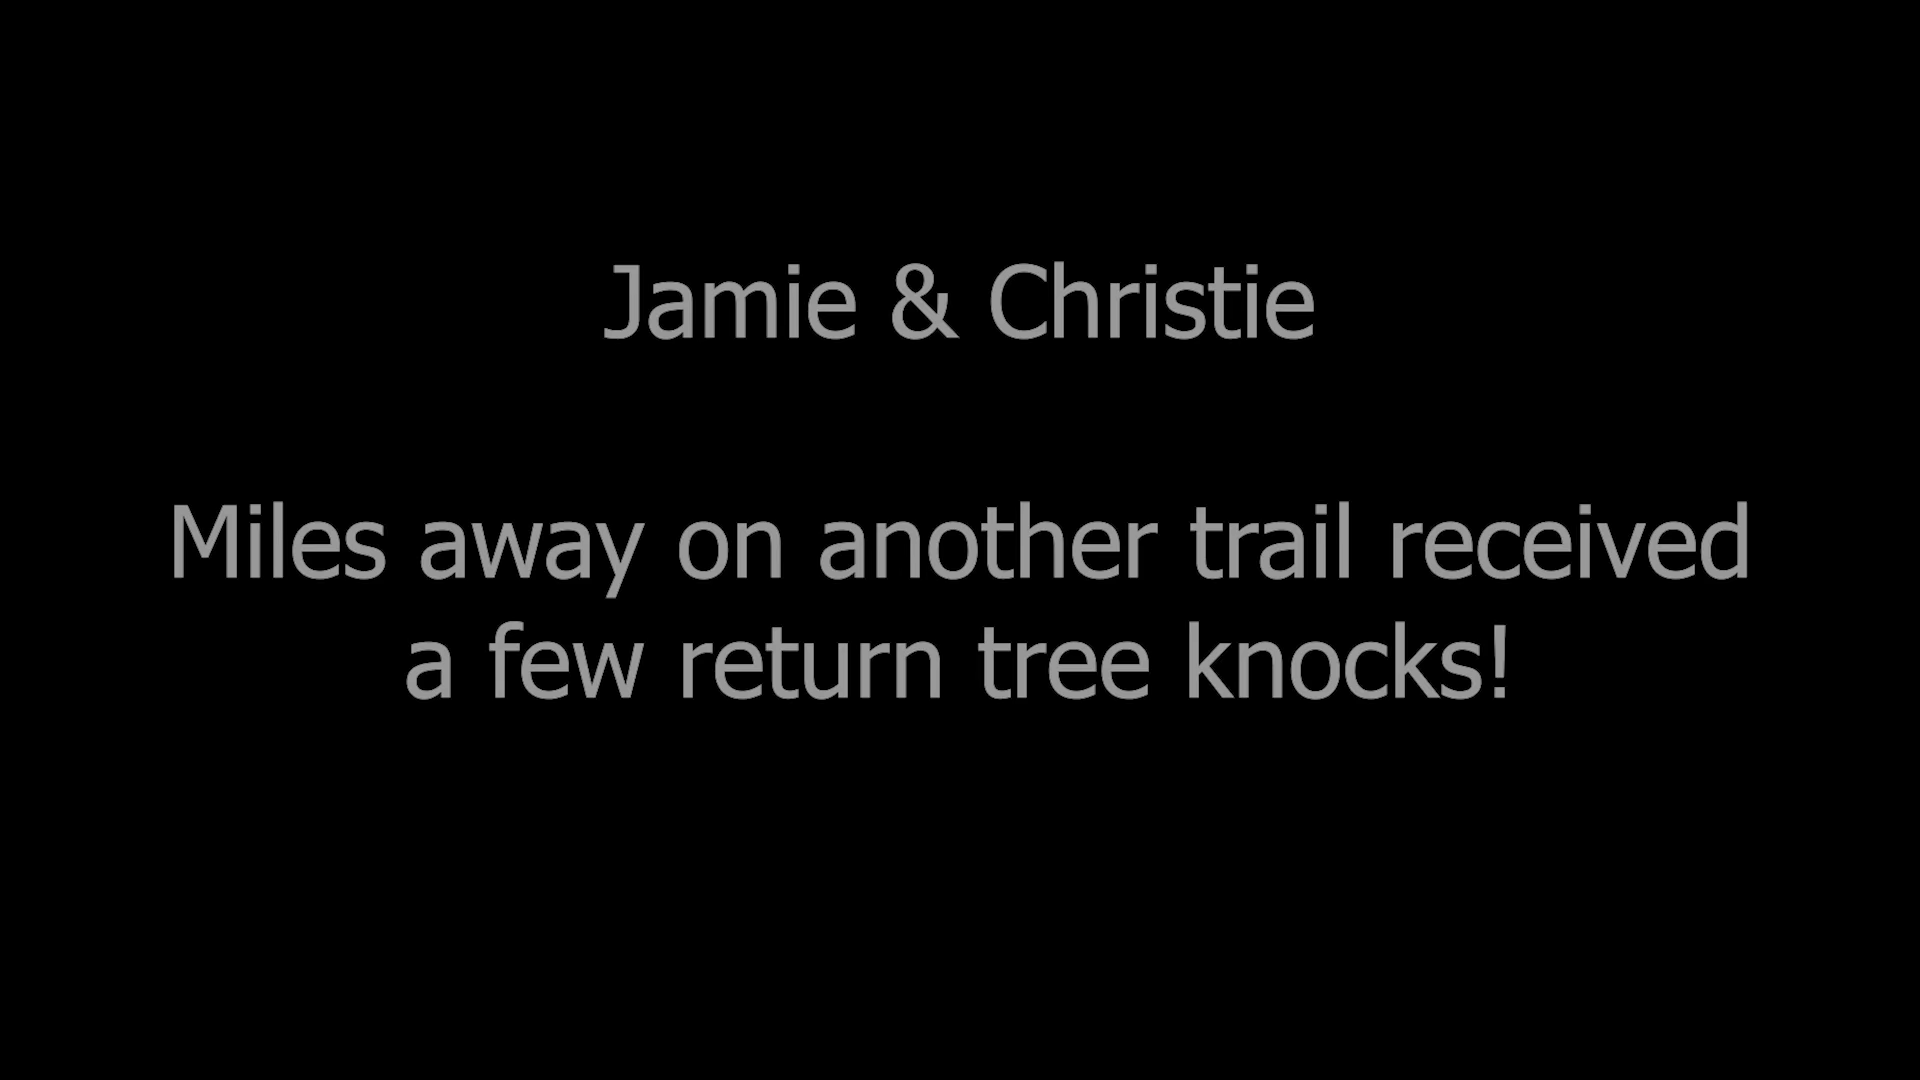 Jamie & Christie
Miles away on another trail received
a few return tree knocks!